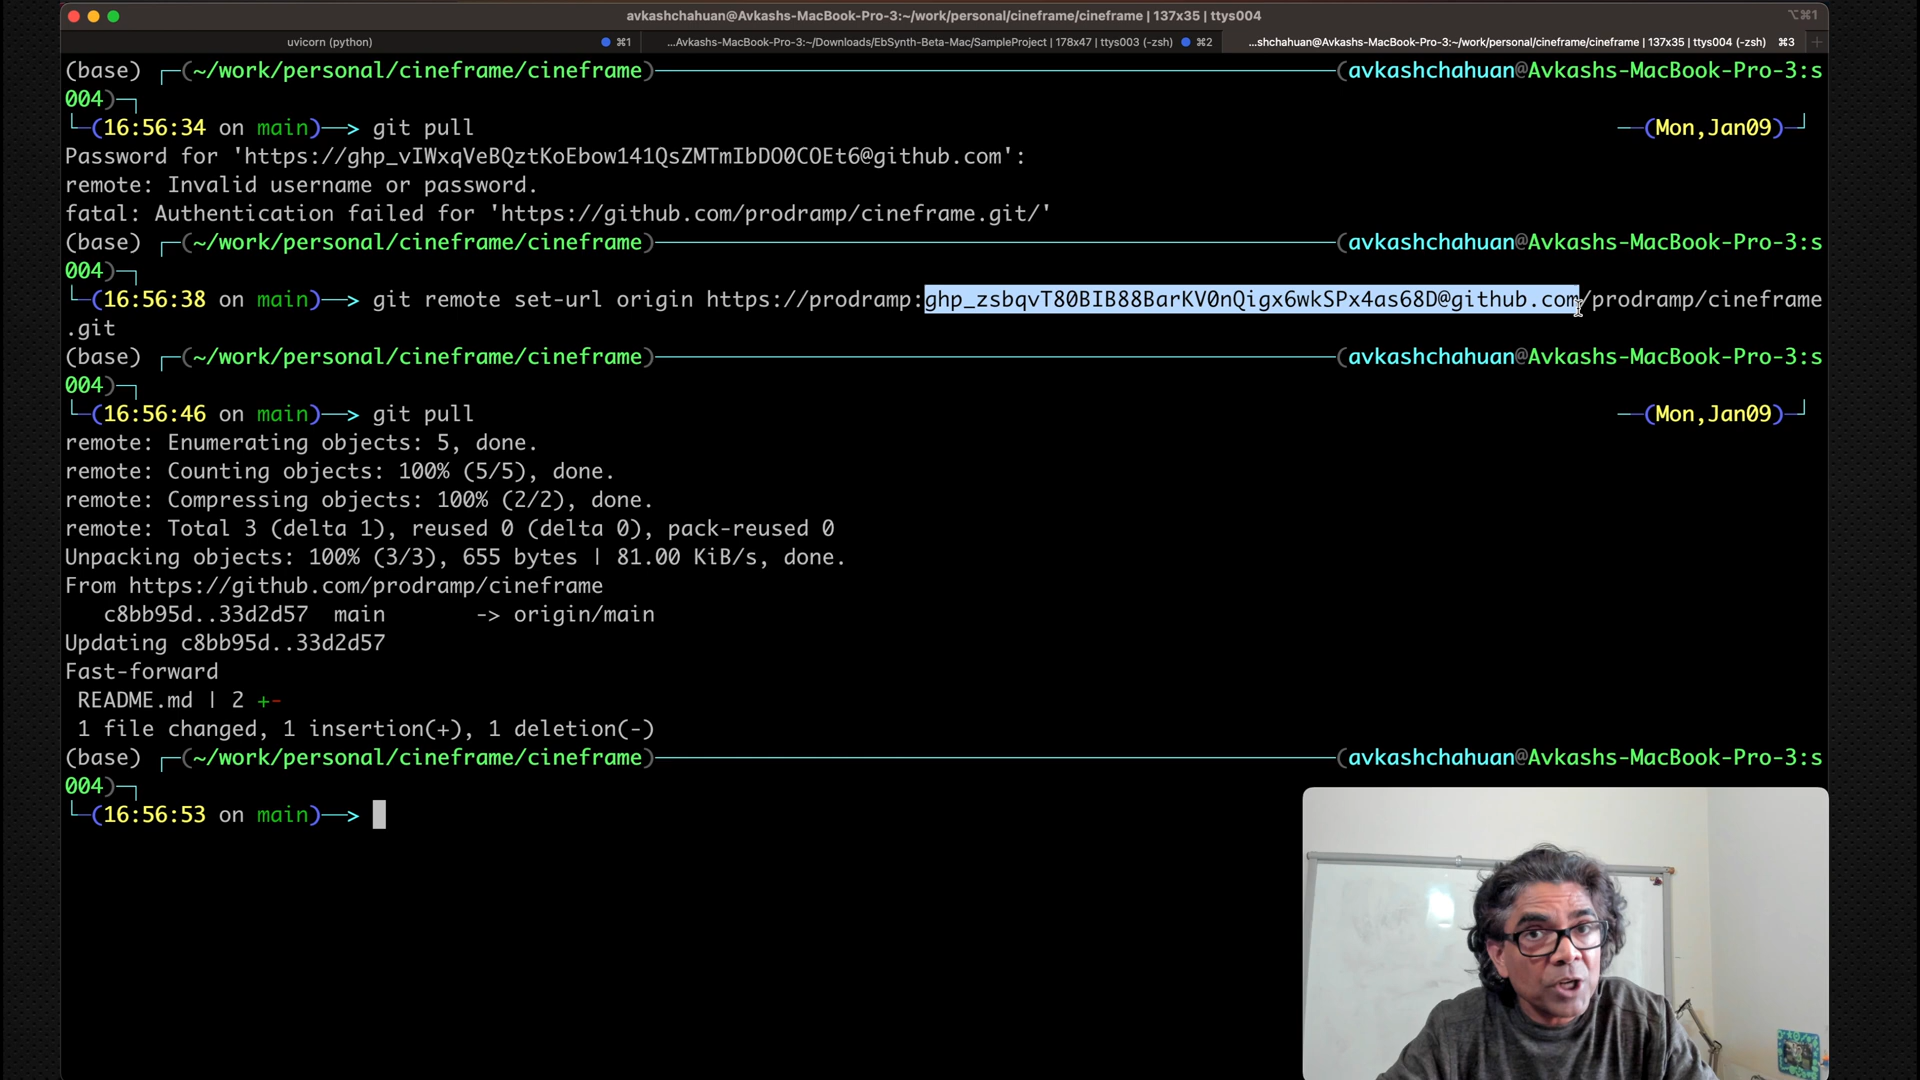 avkashchahuan@Avkashs-MacBook-Pro-3:~/work/personal/cineframe/cineframe | 137x35 | ttys004
⌥⌘1
uvicorn (python) ⌘1
...Avkashs-MacBook-Pro-3:~/Downloads/EbSynth-Beta-Mac/SampleProject | 178x47 | ttys003 (-zsh) ⌘2
...shchahuan@Avkashs-MacBook-Pro-3:~/work/personal/cineframe/cineframe | 137x35 | ttys004 (-zsh) ⌘3 +
(base) ┌─(~/work/personal/cineframe/cineframe)──(avkashchahuan@Avkashs-MacBook-Pro-3:s
004)─┐
└─(16:56:34 on main)──> git pull ──(Mon,Jan09)─┘
Password for 'https://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@github.com':
remote: Invalid username or password.
fatal: Authentication failed for 'https://github.com/prodramp/cineframe.git/'
(base) ┌─(~/work/personal/cineframe/cineframe)──(avkashchahuan@Avkashs-MacBook-Pro-3:s
004)─┐
└─(16:56:38 on main)──> git remote set-url origin https://prodramp: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@github.com/prodramp/cineframe
.git
(base) ┌─(~/work/personal/cineframe/cineframe)──(avkashchahuan@Avkashs-MacBook-Pro-3:s
004)─┐
└─(16:56:46 on main)──> git pull ──(Mon,Jan09)─┘
remote: Enumerating objects: 5, done.
remote: Counting objects: 100% (5/5), done.
remote: Compressing objects: 100% (2/2), done.
remote: Total 3 (delta 1), reused 0 (delta 0), pack-reused 0
Unpacking objects: 100% (3/3), 655 bytes | 81.00 KiB/s, done.
From https://github.com/prodramp/cineframe
c8bb95d..33d2d57 main -> origin/main
Updating c8bb95d..33d2d57
Fast-forward
README.md | 2 +-
1 file changed, 1 insertion(+), 1 deletion(-)
(base) ┌─(~/work/personal/cineframe/cineframe)──(avkashchahuan@Avkashs-MacBook-Pro-3:s
004)─┐
└─(16:56:53 on main)──>